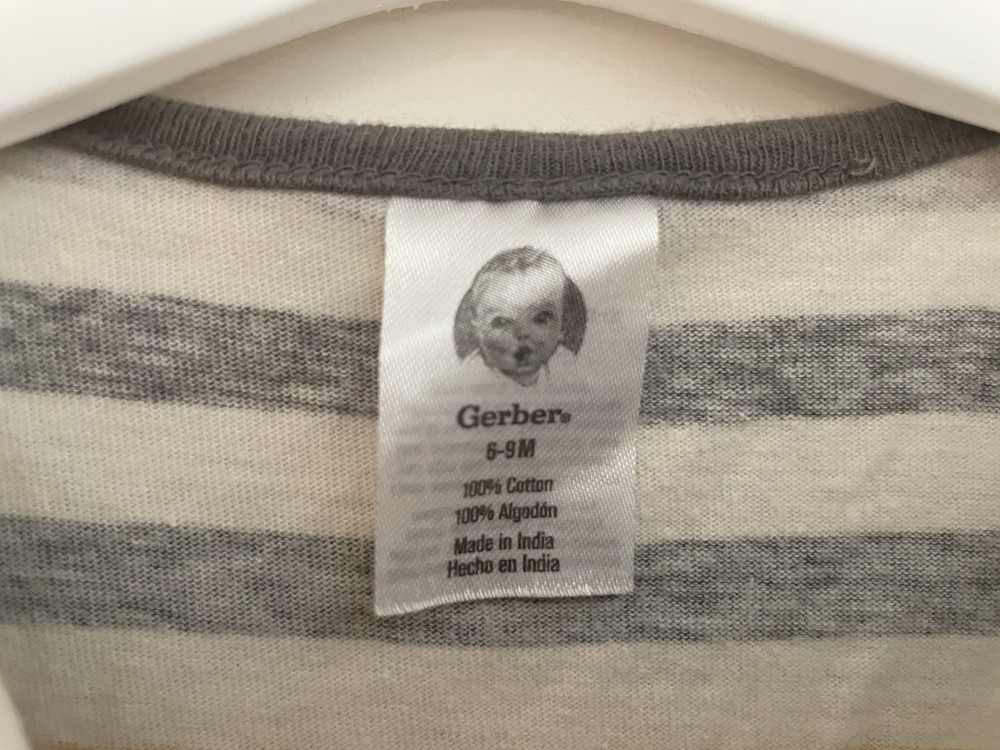 Gerber®
6-9M
100% Cotton
100% Algodón
Made in India
Hecho en India